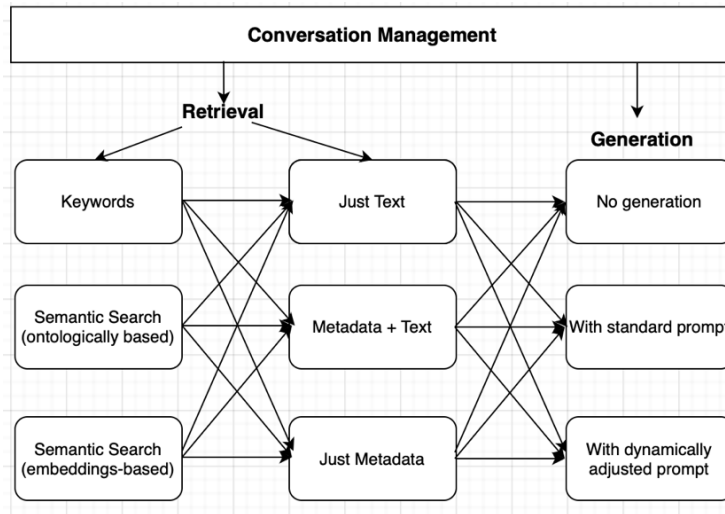 Conversation Management
Retrieval
Generation
Keywords
Just Text
No generation
Semantic Search
(ontologically based)
Metadata + Text
With standard prompt
Semantic Search
(embeddings-based)
Just Metadata
With dynamically
adjusted prompt